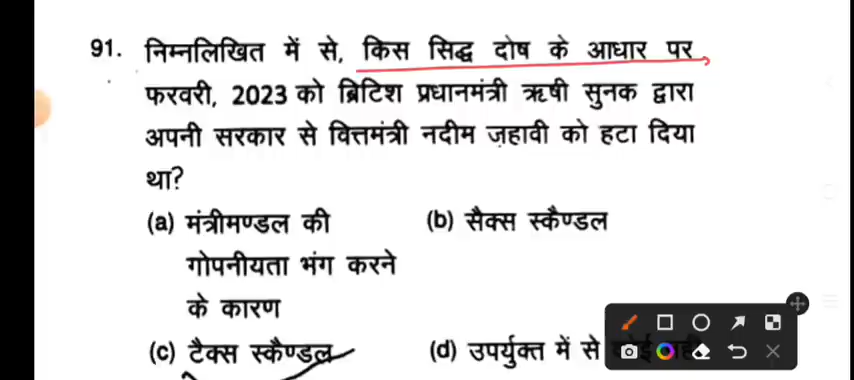 91. निम्नलिखित में से, किस सिद्ध दोष के आधार पर
फरवरी, 2023 को ब्रिटिश प्रधानमंत्री ऋषी सुनक द्वारा
अपनी सरकार से वित्तमंत्री नदीम ज़हावी को हटा दिया
था?
(a) मंत्रीमण्डल की
गोपनीयता भंग करने
के कारण
(b) सैक्स स्कैण्डल
(c) टैक्स स्कैण्डल
(d) उपर्युक्त में से